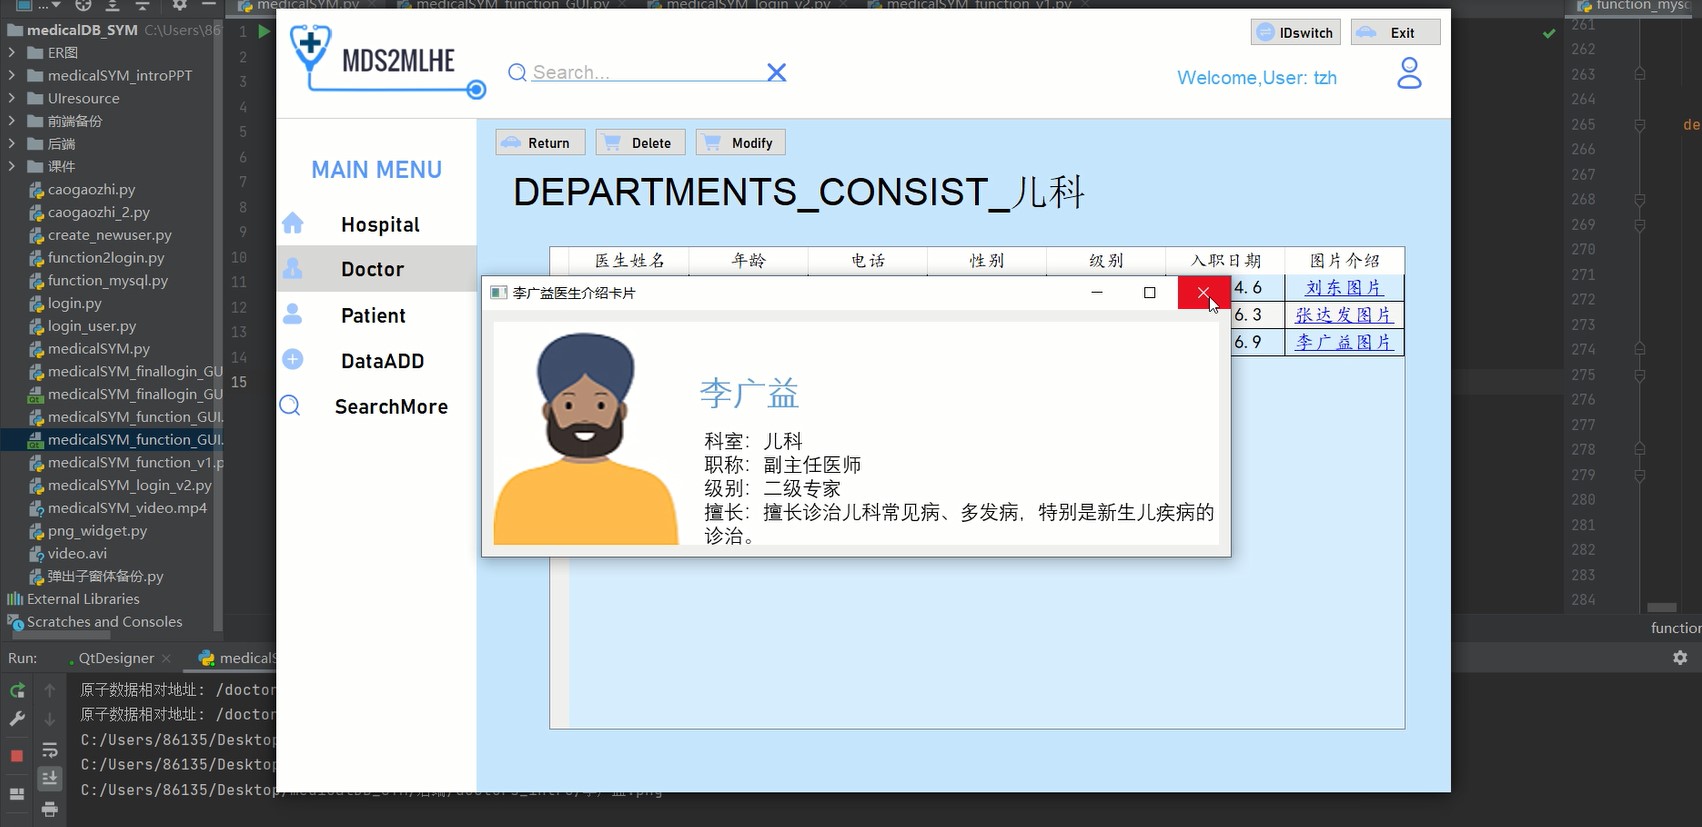 medicalDB_SYM C:\Users\86
ER图
medicalSYM_introPPT
UIresource
前端备份
后端
课件
caogaozhi.py
caogaozhi_2.py
create_newuser.py
function2login.py
function_mysql.py
login.py
login_user.py
medicalSYM.py
medicalSYM_finallogin_GU
medicalSYM_finallogin_GU
medicalSYM_function_GUI.
medicalSYM_function_GUI.
medicalSYM_function_v1.p
medicalSYM_login_v2.py
medicalSYM_video.mp4
png_widget.py
video.avi
弹出子窗体备份.py
External Libraries
Scratches and Consoles
medicalSYM.py
medicalSYM_function_GUI.py
medicalSYM_login_v2.py
medicalSYM_function_v1.py
function_mysq
1
2
3
4
5
6
7
8
9
10
11
12
13
14
15
MDS2MLHE
Search...
IDswitch
Exit
Welcome,User: tzh
MAIN MENU
Hospital
Doctor
Patient
DataADD
SearchMore
Return
Delete
Modify
DEPARTMENTS_CONSIST_儿科
医生姓名 年龄 电话 性别 级别 入职日期 图片介绍
4.6 刘东图片
6.3 张达发图片
6.9 李广益图片
李广益医生介绍卡片
李广益
科室：儿科
职称：副主任医师
级别：二级专家
擅长：擅长诊治儿科常见病、多发病，特别是新生儿疾病的
诊治。
261
262
263
264
265 de
266
267
268
269
270
271
272
273
274
275
276
277
278
279
280
281
282
283
284
function
Run: QtDesigner medicalS
原子数据相对地址: /doctor
原子数据相对地址: /doctor
C:/Users/86135/Desktop
C:/Users/86135/Desktop
C:/Users/86135/Desktop